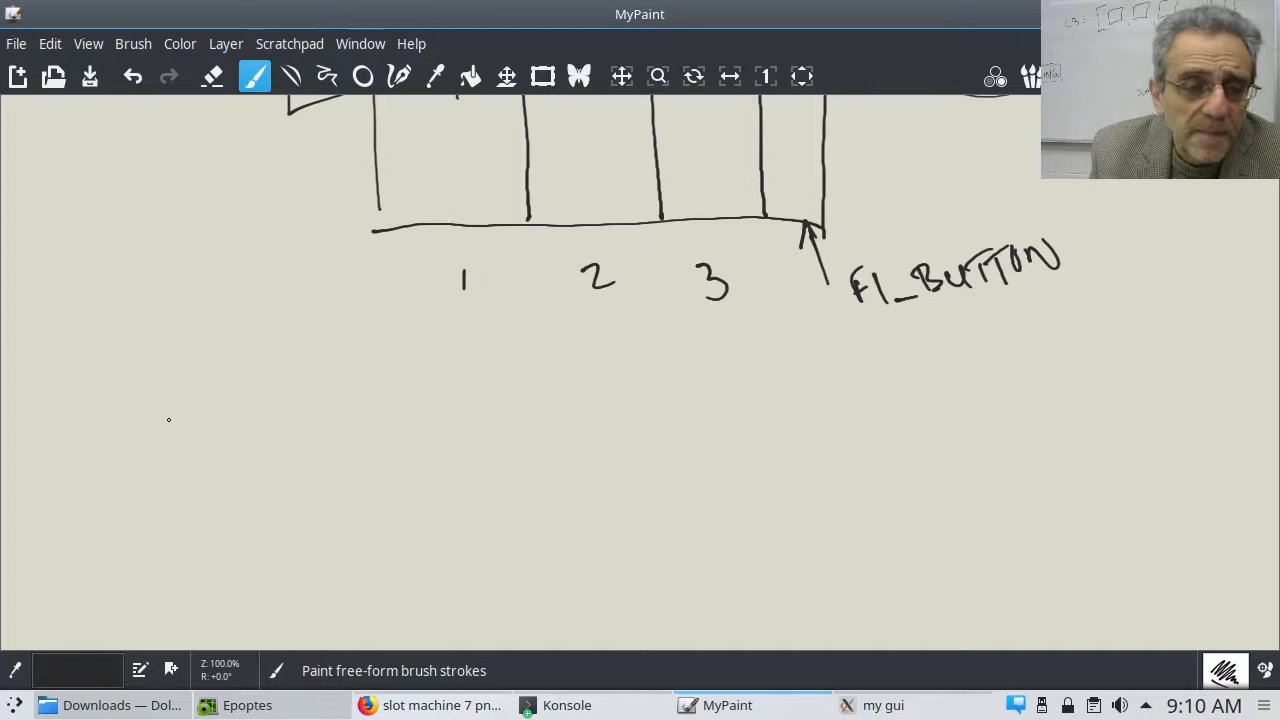 MyPaint
File Edit View Brush Color Layer Scratchpad Window Help
1 2 3 Fl_BUTTON
Z: 100.0%
R: +0.0°
Paint free-form brush strokes
Downloads — Dol...
Epoptes
slot machine 7 pn...
Konsole
MyPaint
my gui
9:10 AM